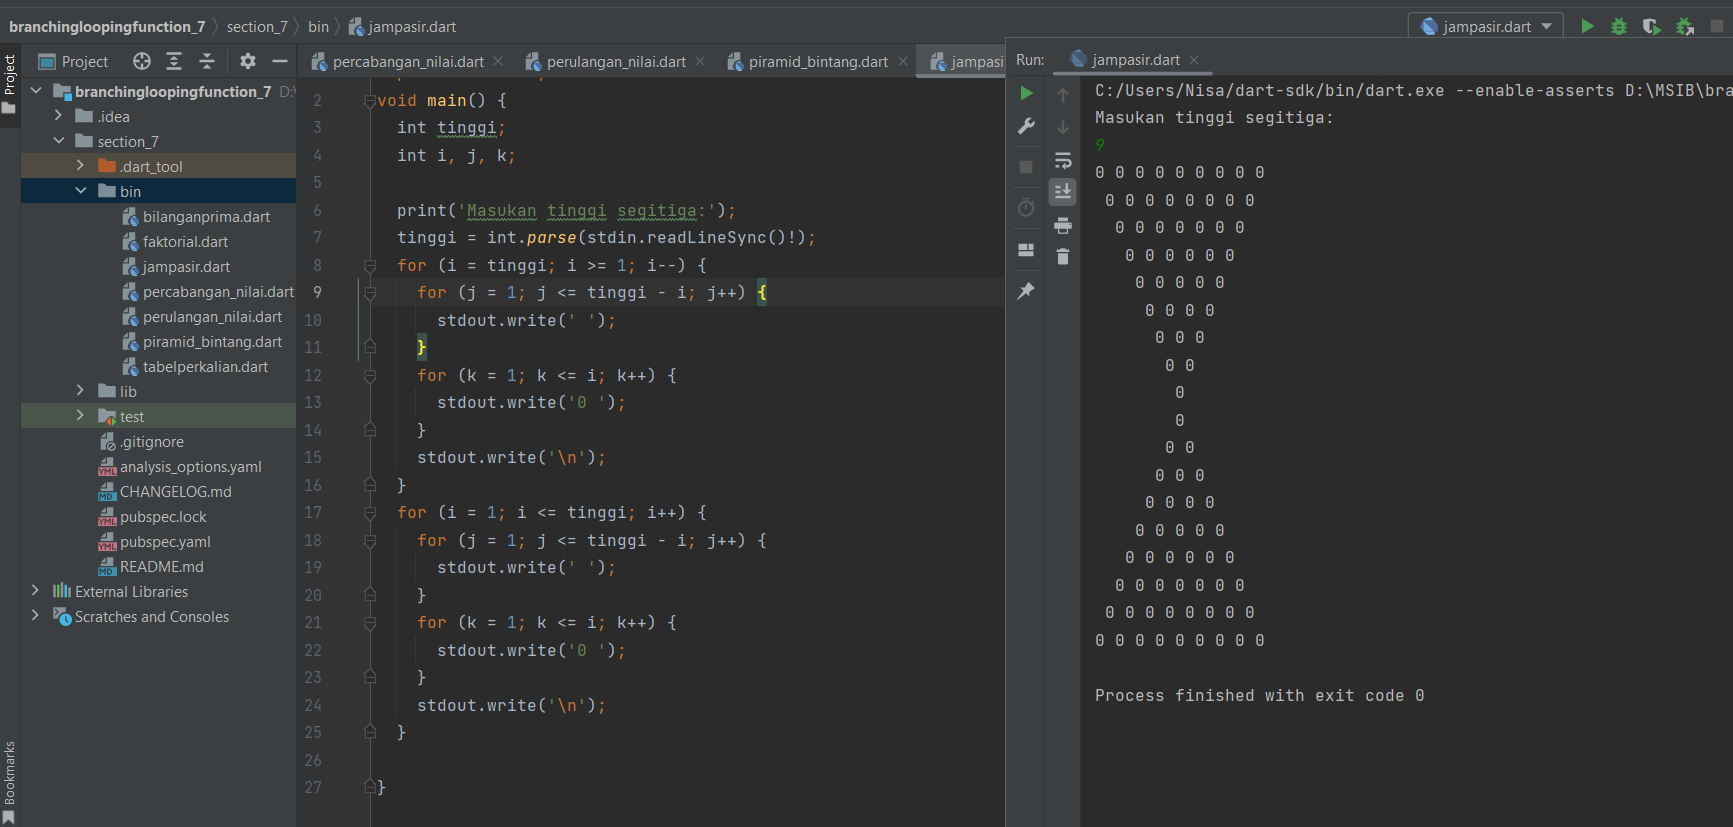 branchingloopingfunction_7 section_7 bin jampasir.dart
jampasir.dart
Project
Project
percabangan_nilai.dart
perulangan_nilai.dart
piramid_bintang.dart
jampasi
Run: jampasir.dart
branchingloopingfunction_7 D:\
.idea
section_7
.dart_tool
bin
bilanganprima.dart
faktorial.dart
jampasir.dart
percabangan_nilai.dart
perulangan_nilai.dart
piramid_bintang.dart
tabelperkalian.dart
lib
test
.gitignore
analysis_options.yaml
CHANGELOG.md
pubspec.lock
pubspec.yaml
README.md
External Libraries
Scratches and Consoles
Bookmarks
2 void main() {
3 int tinggi;
4 int i, j, k;
5
6 print('Masukan tinggi segitiga:');
7 tinggi = int.parse(stdin.readLineSync()!);
8 for (i = tinggi; i >= 1; i--) {
9 for (j = 1; j <= tinggi - i; j++) {
10 stdout.write(' ');
11 }
12 for (k = 1; k <= i; k++) {
13 stdout.write('0 ');
14 }
15 stdout.write('\n');
16 }
17 for (i = 1; i <= tinggi; i++) {
18 for (j = 1; j <= tinggi - i; j++) {
19 stdout.write(' ');
20 }
21 for (k = 1; k <= i; k++) {
22 stdout.write('0 ');
23 }
24 stdout.write('\n');
25 }
26
27 }
C:/Users/Nisa/dart-sdk/bin/dart.exe --enable-asserts D:\MSIB\bra
Masukan tinggi segitiga:
9
0 0 0 0 0 0 0 0 0
0 0 0 0 0 0 0 0
0 0 0 0 0 0 0
0 0 0 0 0 0
0 0 0 0 0
0 0 0 0
0 0 0
0 0
0
0
0 0
0 0 0
0 0 0 0
0 0 0 0 0
0 0 0 0 0 0
0 0 0 0 0 0 0
0 0 0 0 0 0 0 0
0 0 0 0 0 0 0 0 0
Process finished with exit code 0